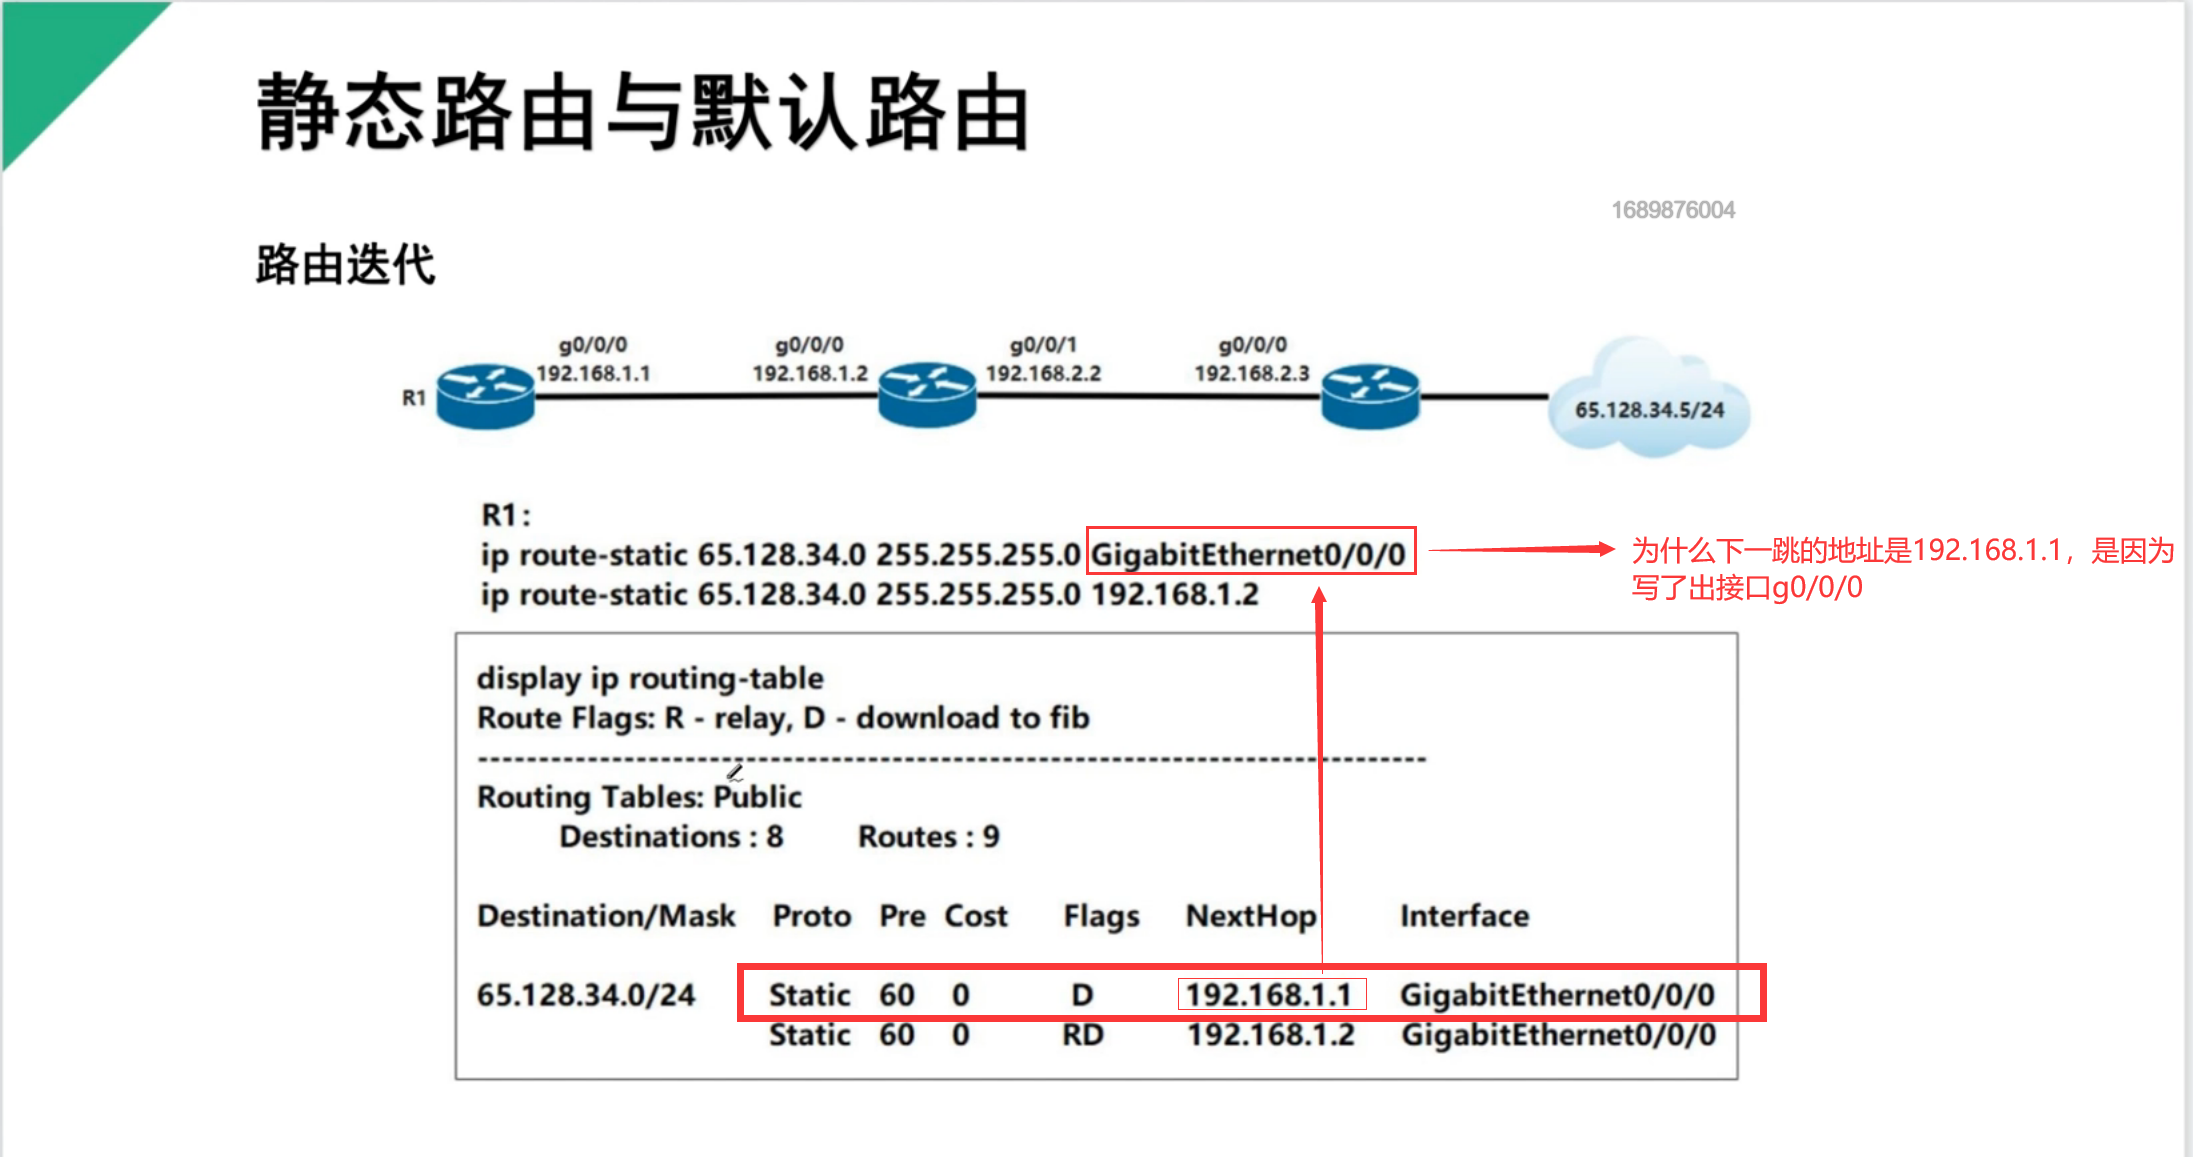 静态路由与默认路由
1689876004
路由迭代
g0/0/0 g0/0/0 g0/0/1 g0/0/0
192.168.1.1 192.168.1.2 192.168.2.2 192.168.2.3
R1
65.128.34.5/24
R1:
ip route-static 65.128.34.0 255.255.255.0 GigabitEthernet0/0/0
ip route-static 65.128.34.0 255.255.255.0 192.168.1.2
为什么下一跳的地址是192.168.1.1，是因为
写了出接口g0/0/0
display ip routing-table
Route Flags: R - relay, D - download to fib
------------------------------------------------------------------------------
Routing Tables: Public
Destinations : 8 Routes : 9
Destination/Mask Proto Pre Cost Flags NextHop Interface
65.128.34.0/24 Static 60 0 D 192.168.1.1 GigabitEthernet0/0/0
Static 60 0 RD 192.168.1.2 GigabitEthernet0/0/0